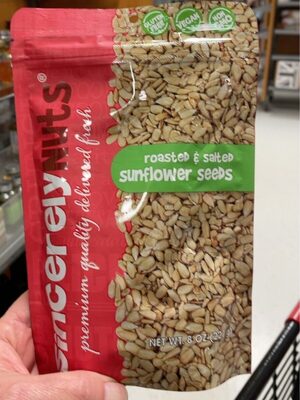 GLUTEN FREE
VEGAN
NON GMO
sincerelyNuts®
premium quality delivered fresh
roasted & salted
sunflower seeds
NET WT. 8 OZ